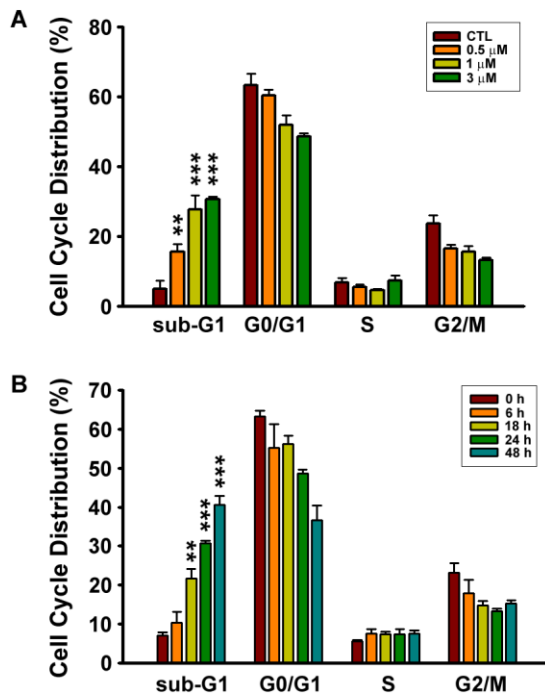 A
Cell Cycle Distribution (%)
80
60
40
20
0
CTL
0.5 μM
1 μM
3 μM
**
***
***
sub-G1 G0/G1 S G2/M
B
Cell Cycle Distribution (%)
70
60
50
40
30
20
10
0
0 h
6 h
18 h
24 h
48 h
**
***
***
sub-G1 G0/G1 S G2/M